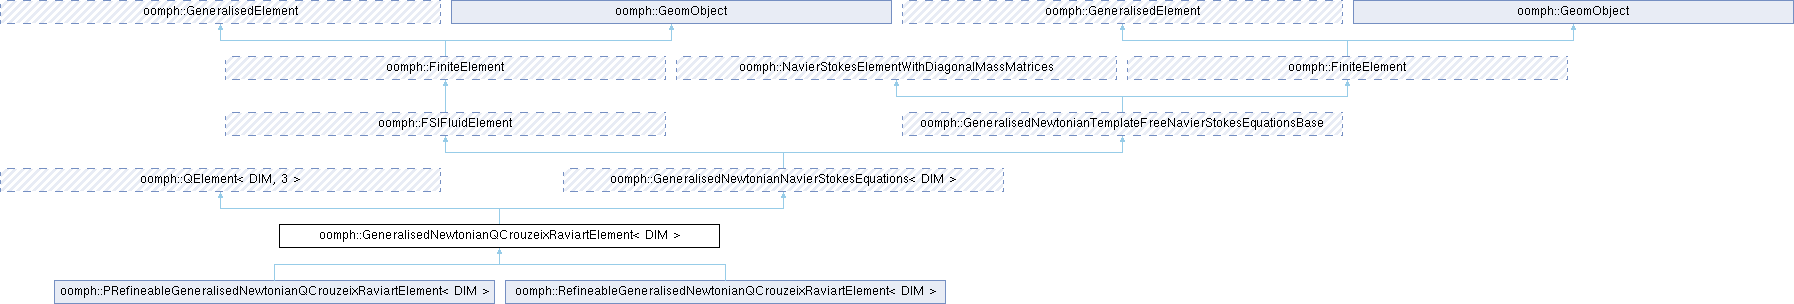 oomph::GeneralisedElement
oomph::GeomObject
oomph::GeneralisedElement
oomph::GeomObject
oomph::FiniteElement
oomph::NavierStokesElementWithDiagonalMassMatrices
oomph::FiniteElement
oomph::FSIFluidElement
oomph::GeneralisedNewtonianTemplateFreeNavierStokesEquationsBase
oomph::QElement< DIM, 3 >
oomph::GeneralisedNewtonianNavierStokesEquations< DIM >
oomph::GeneralisedNewtonianQCrouzeixRaviartElement< DIM >
oomph::PRefineableGeneralisedNewtonianQCrouzeixRaviartElement< DIM >
oomph::RefineableGeneralisedNewtonianQCrouzeixRaviartElement< DIM >